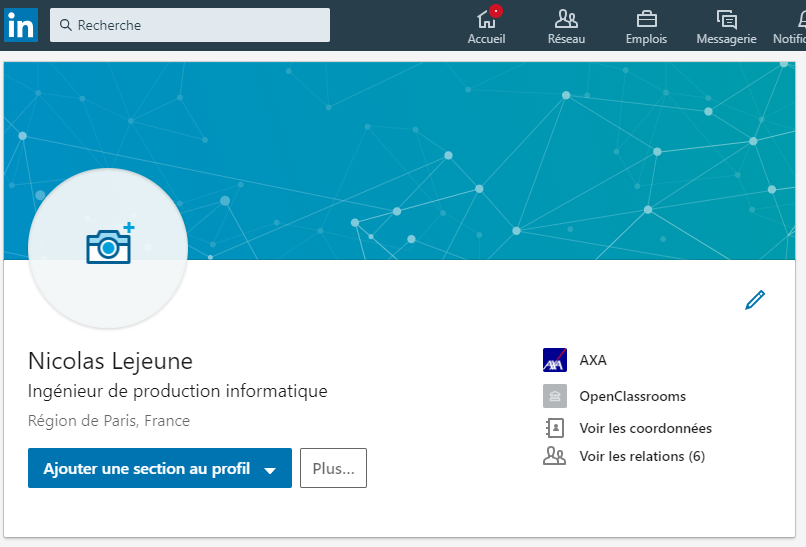 in
Recherche
Accueil
Réseau
Emplois
Messagerie
Notific
Nicolas Lejeune
Ingénieur de production informatique
Région de Paris, France
Ajouter une section au profil
Plus...
AXA
AXA
OpenClassrooms
Voir les coordonnées
Voir les relations (6)